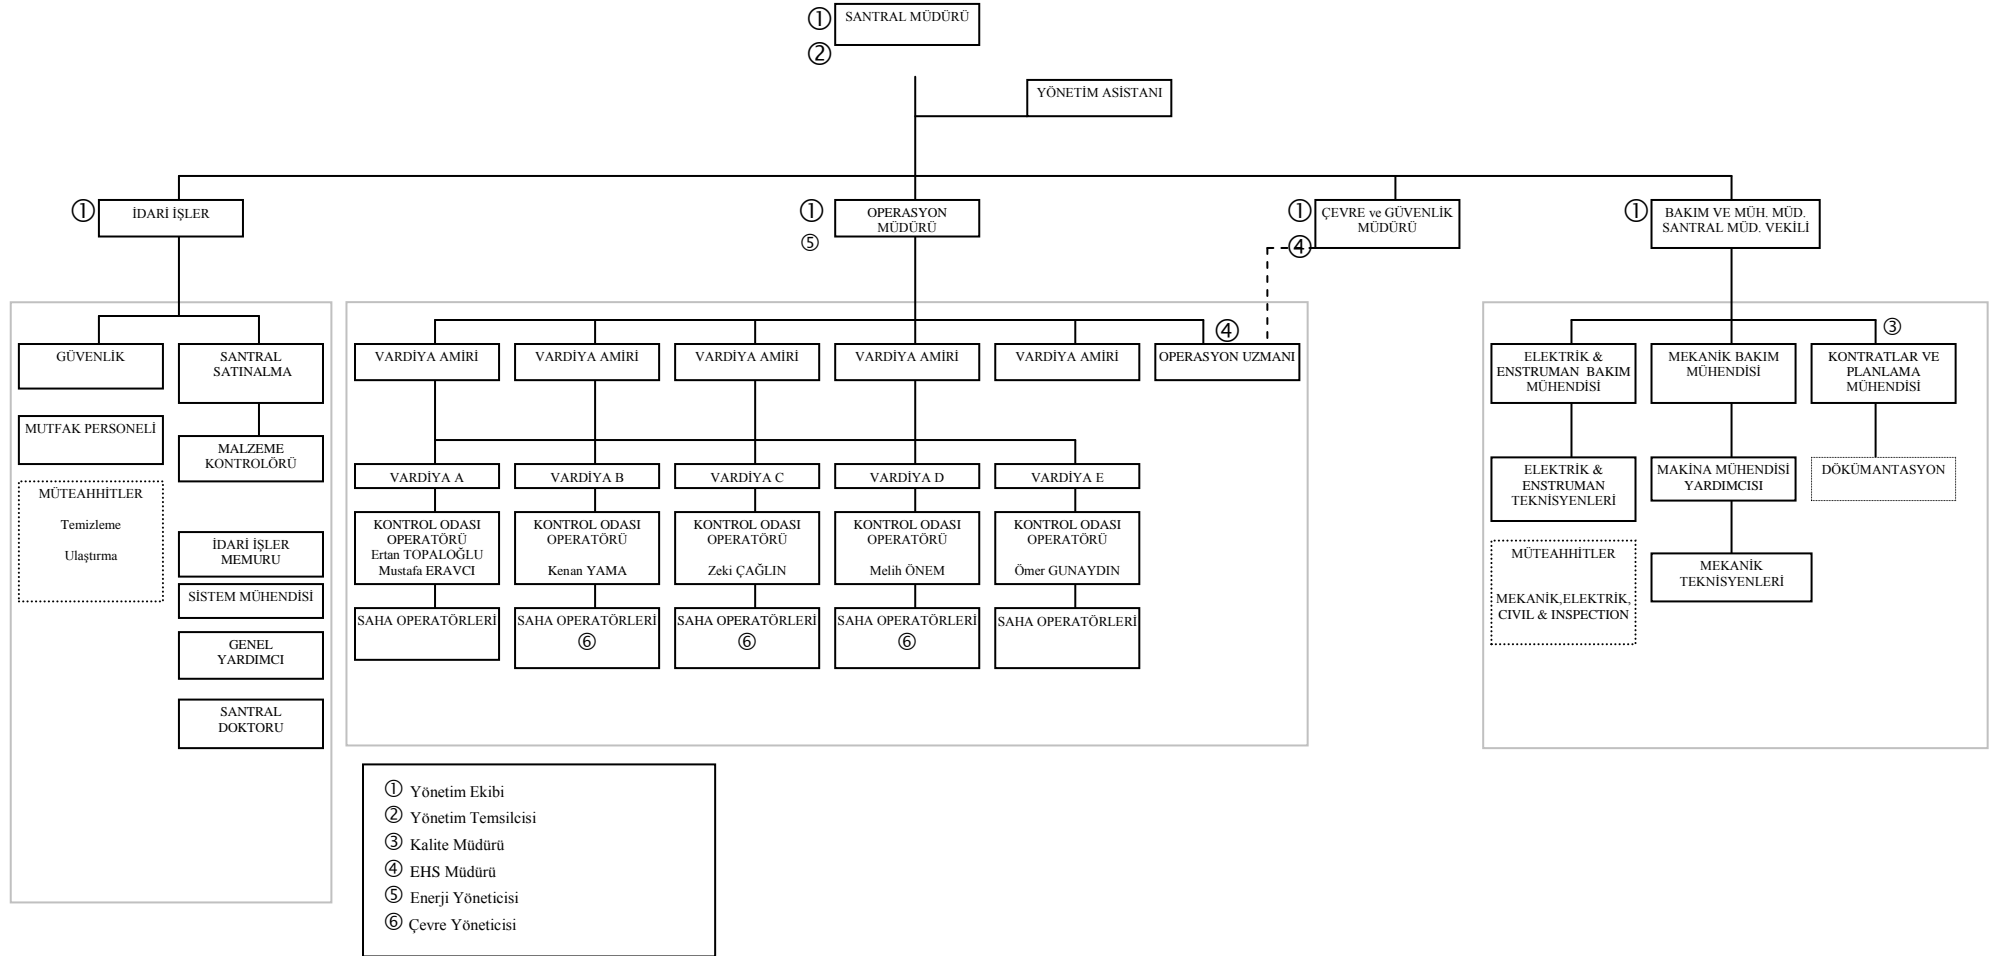 ①
SANTRAL MÜDÜRÜ
②
YÖNETİM ASİSTANI
①
İDARİ İŞLER
①
OPERASYON
MÜDÜRÜ
⑤
①
ÇEVRE ve GÜVENLİK
MÜDÜRÜ
④
①
BAKIM VE MÜH. MÜD.
SANTRAL MÜD. VEKİLİ
GÜVENLİK
SANTRAL
SATINALMA
MUTFAK PERSONELİ
MALZEME
KONTROLÖRÜ
MÜTEAHHİTLER
Temizleme
Ulaştırma
İDARİ İŞLER
MEMURU
SİSTEM MÜHENDİSİ
GENEL
YARDIMCI
SANTRAL
DOKTORU
VARDİYA AMİRİ
VARDİYA AMİRİ
VARDİYA AMİRİ
VARDİYA AMİRİ
VARDİYA AMİRİ
④
OPERASYON UZMANI
VARDİYA A
VARDİYA B
VARDİYA C
VARDİYA D
VARDİYA E
KONTROL ODASI
OPERATÖRÜ
Ertan TOPALOĞLU
Mustafa ERAVCI
KONTROL ODASI
OPERATÖRÜ
Kenan YAMA
KONTROL ODASI
OPERATÖRÜ
Zeki ÇAĞLIN
KONTROL ODASI
OPERATÖRÜ
Melih ÖNEM
KONTROL ODASI
OPERATÖRÜ
Ömer GUNAYDIN
SAHA OPERATÖRLERİ
SAHA OPERATÖRLERİ
⑥
SAHA OPERATÖRLERİ
⑥
SAHA OPERATÖRLERİ
⑥
SAHA OPERATÖRLERİ
③
ELEKTRİK &
ENSTRUMAN BAKIM
MÜHENDİSİ
MEKANİK BAKIM
MÜHENDİSİ
KONTRATLAR VE
PLANLAMA
MÜHENDİSİ
ELEKTRİK &
ENSTRUMAN
TEKNİSYENLERİ
MAKİNA MÜHENDİSİ
YARDIMCISI
DÖKÜMANTASYON
MÜTEAHHİTLER
MEKANİK,ELEKTRİK,
CIVIL & INSPECTION
MEKANİK
TEKNİSYENLERİ
① Yönetim Ekibi
② Yönetim Temsilcisi
③ Kalite Müdürü
④ EHS Müdürü
⑤ Enerji Yöneticisi
⑥ Çevre Yöneticisi